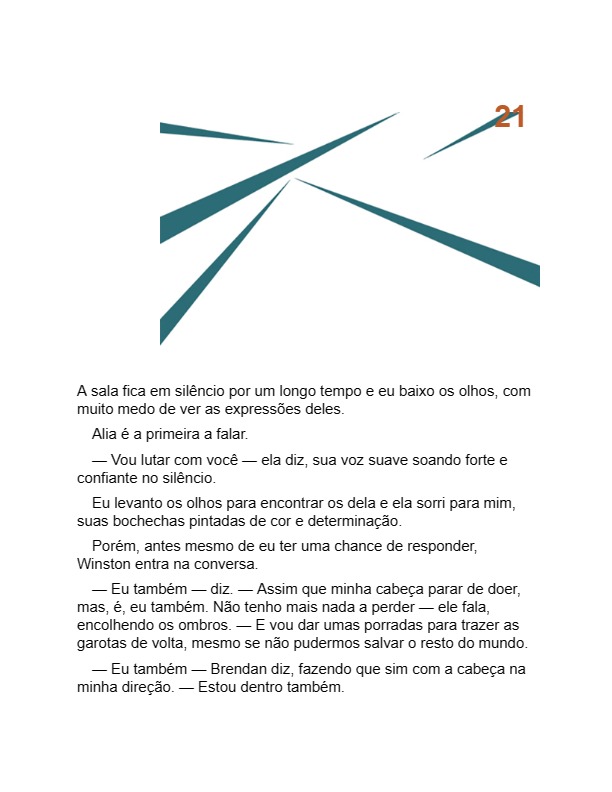 21
A sala fica em silêncio por um longo tempo e eu baixo os olhos, com
muito medo de ver as expressões deles.
Alia é a primeira a falar.
— Vou lutar com você — ela diz, sua voz suave soando forte e
confiante no silêncio.
Eu levanto os olhos para encontrar os dela e ela sorri para mim,
suas bochechas pintadas de cor e determinação.
Porém, antes mesmo de eu ter uma chance de responder,
Winston entra na conversa.
— Eu também — diz. — Assim que minha cabeça parar de doer,
mas, é, eu também. Não tenho mais nada a perder — ele fala,
encolhendo os ombros. — E vou dar umas porradas para trazer as
garotas de volta, mesmo se não pudermos salvar o resto do mundo.
— Eu também — Brendan diz, fazendo que sim com a cabeça na
minha direção. — Estou dentro também.